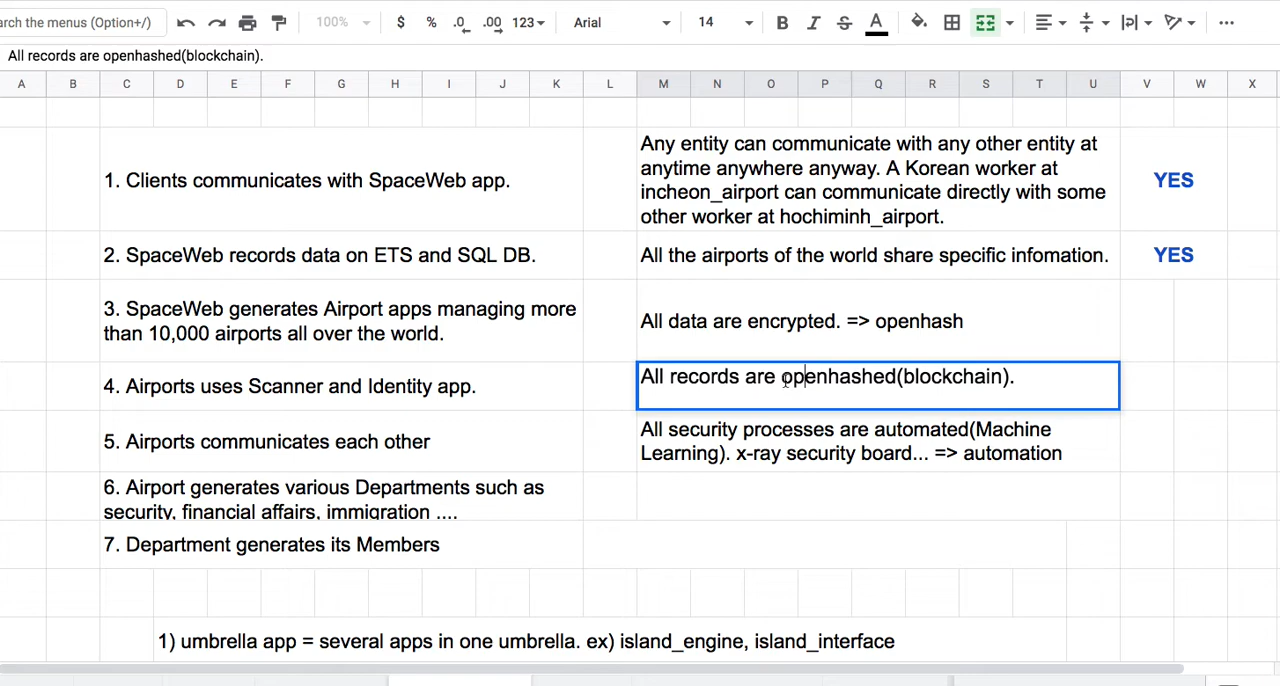 arch the menus (Option+/)
100%
$ % .0 .00 123
Arial
14
B I S A
All records are openhashed(blockchain).
A B C D E F G H I J K L M N O P Q R S T U V W X
1. Clients communicates with SpaceWeb app.
Any entity can communicate with any other entity at
anytime anywhere anyway. A Korean worker at
incheon_airport can communicate directly with some
other worker at hochiminh_airport.
YES
2. SpaceWeb records data on ETS and SQL DB.
All the airports of the world share specific infomation.
YES
3. SpaceWeb generates Airport apps managing more
than 10,000 airports all over the world.
All data are encrypted. => openhash
4. Airports uses Scanner and Identity app.
All records are openhashed(blockchain).
5. Airports communicates each other
All security processes are automated(Machine
Learning). x-ray security board... => automation
6. Airport generates various Departments such as
security, financial affairs, immigration ....
7. Department generates its Members
1) umbrella app = several apps in one umbrella. ex) island_engine, island_interface